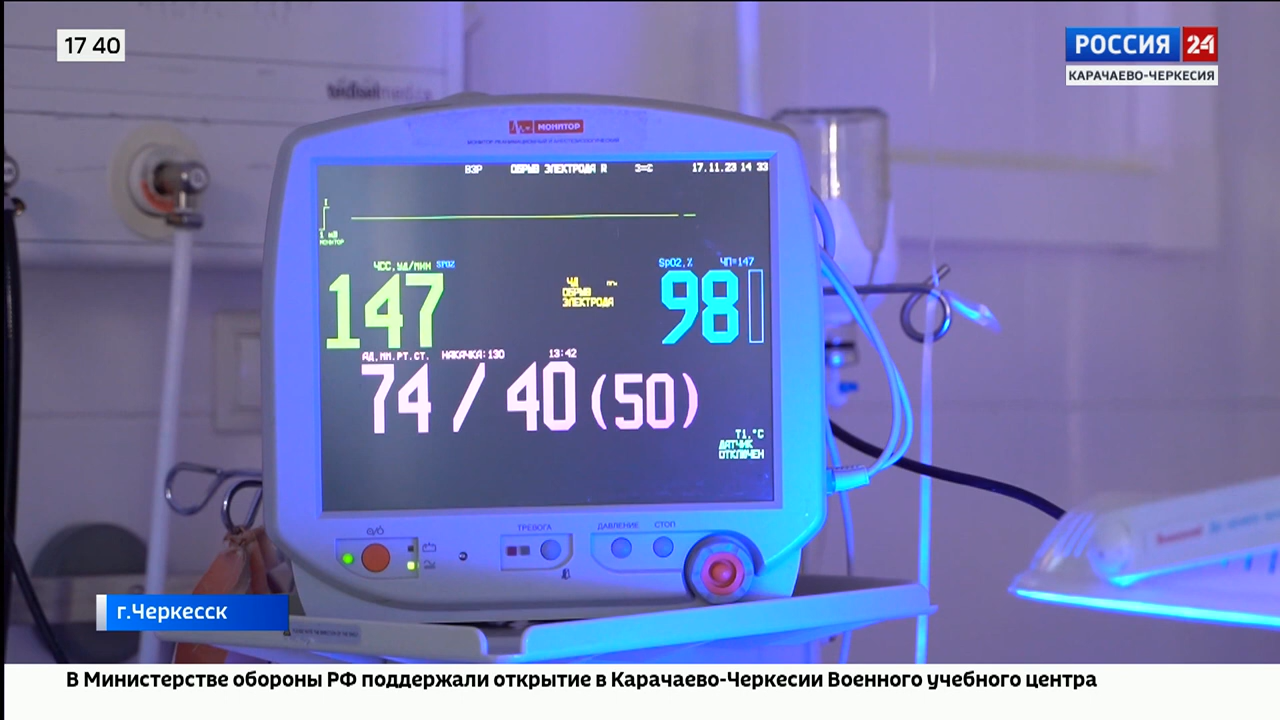 17 40
РОССИЯ 24
КАРАЧАЕВО-ЧЕРКЕСИЯ
МОНИТОР
ВЗР ОБРЫВ ЭЛЕКТРОДА R 17.11.23 14 33
I
1 мВ
МОНИТОР
ЧСС,УД/МИН SPO2 SpO2,% ЧП=147
147 ЧД ОБРЫВ ЭЛЕКТРОДА 98
АД,ММ.РТ.СТ. НАКАЧКА:130 13:42
74 / 40 (50)
T1,°C
ДАТЧИК
ОТКЛЮЧЕН
ТРЕВОГА ДАВЛЕНИЕ СТОП
г.Черкесск
В Министерстве обороны РФ поддержали открытие в Карачаево-Черкесии Военного учебного центра